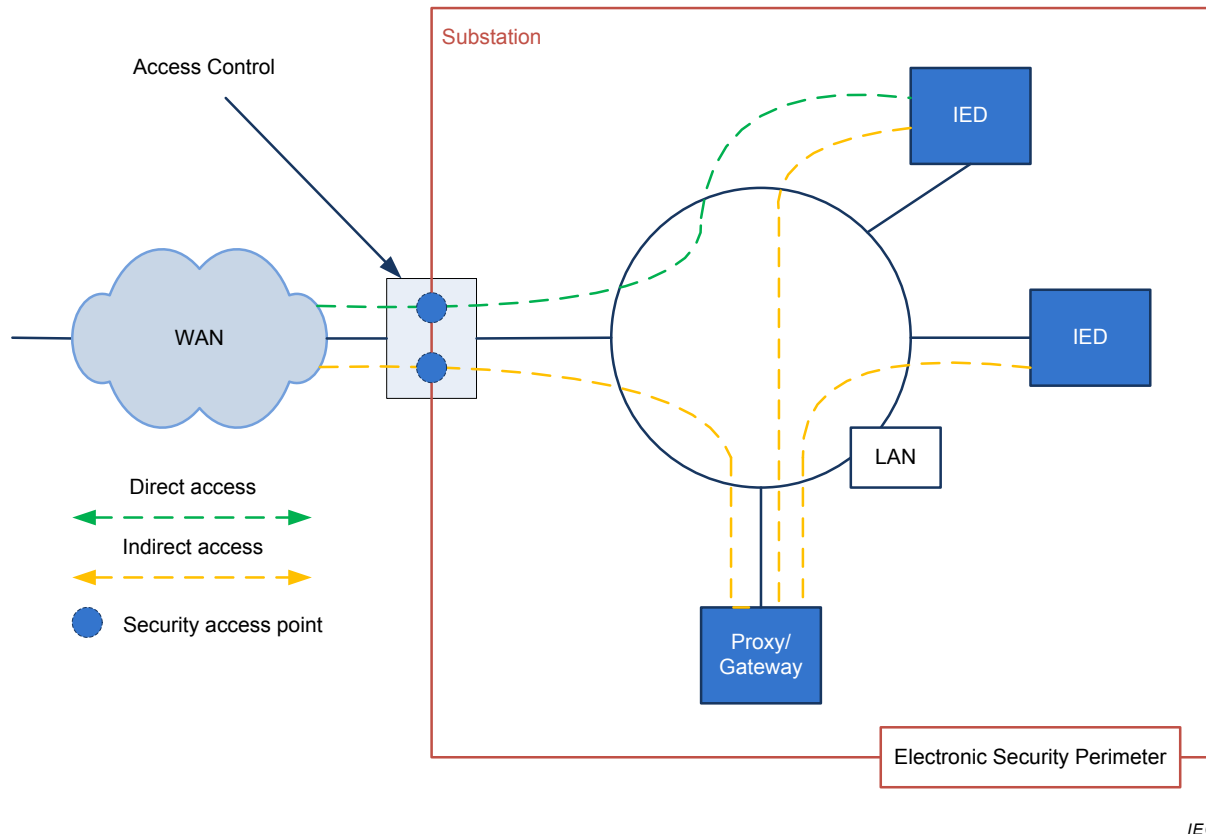 Substation
Access Control
IED
WAN
IED
LAN
Direct access
Indirect access
Security access point
Proxy/
Gateway
Electronic Security Perimeter